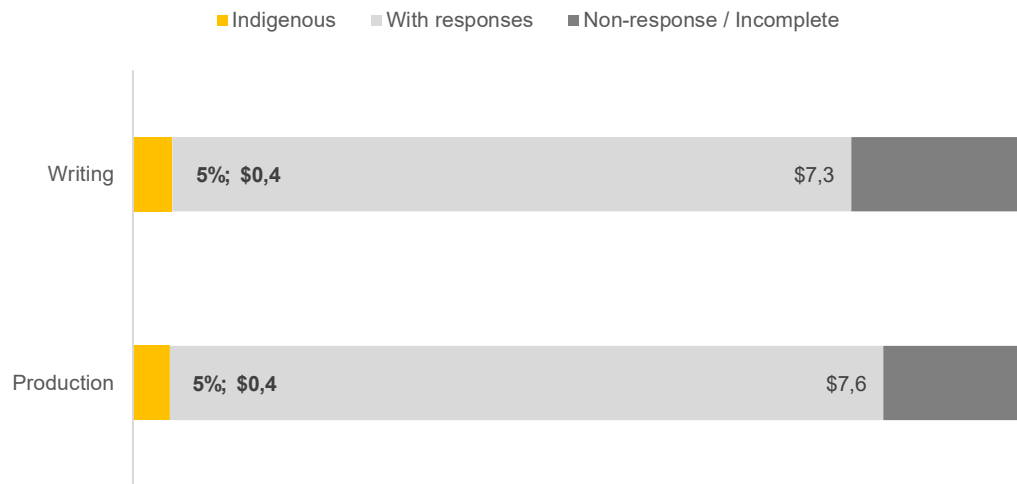 Indigenous With responses Non-response / Incomplete
Writing 5%; $0,4 $7,3
Production 5%; $0,4 $7,6